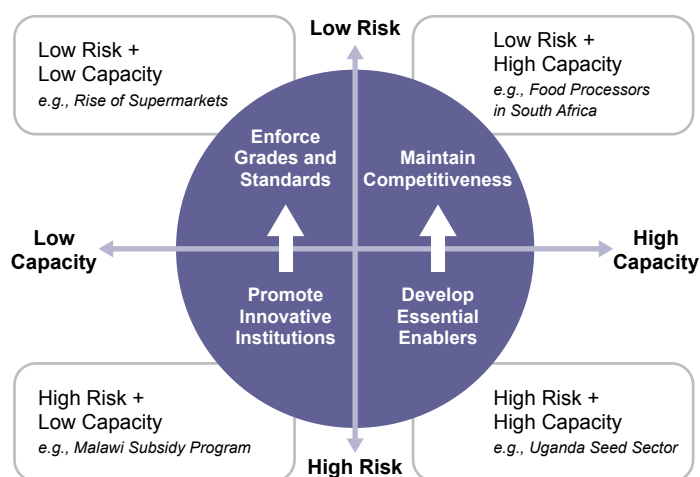 Low Risk
Low Risk +
Low Capacity
e.g., Rise of Supermarkets
Low Risk +
High Capacity
e.g., Food Processors
in South Africa
Enforce
Grades and
Standards
Maintain
Competitiveness
Low
Capacity
High
Capacity
Promote
Innovative
Institutions
Develop
Essential
Enablers
High Risk +
Low Capacity
e.g., Malawi Subsidy Program
High Risk +
High Capacity
e.g., Uganda Seed Sector
High Risk